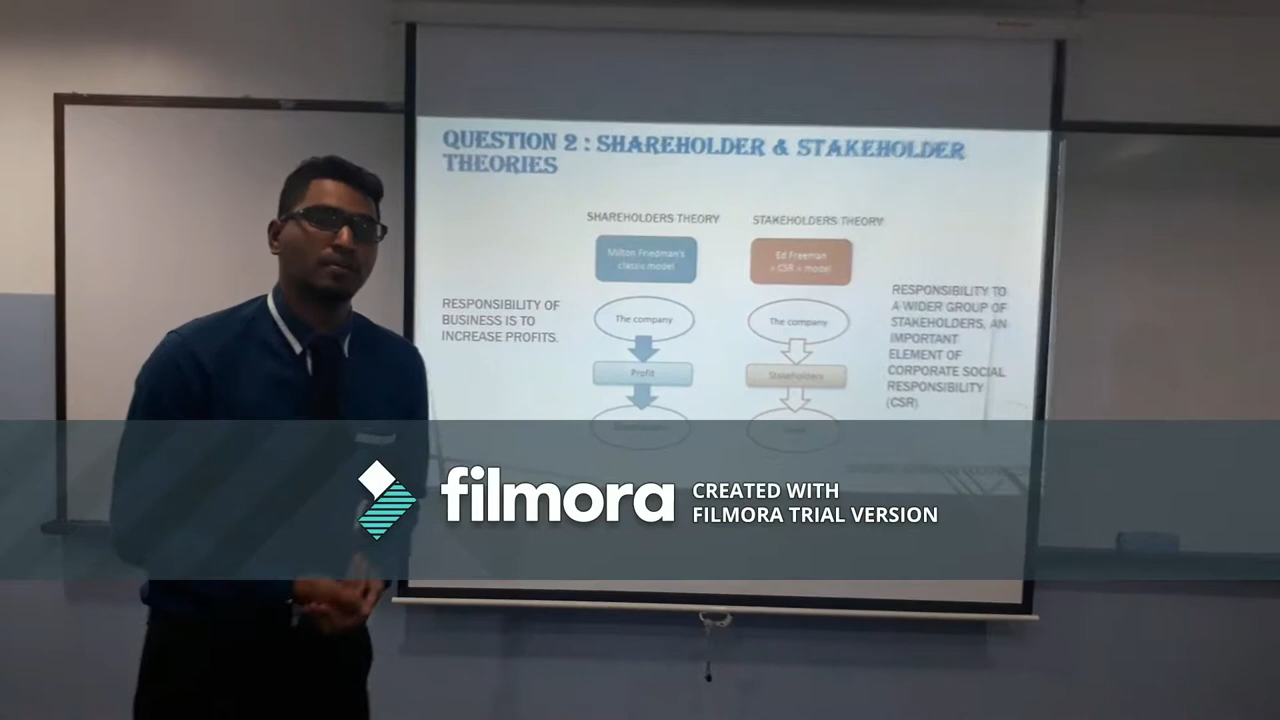 QUESTION 2 : SHAREHOLDER & STAKEHOLDER
THEORIES
SHAREHOLDERS THEORY
STAKEHOLDERS THEORY
Milton Friedman's
classic model
Ed Freeman
« CSR » model
RESPONSIBILITY OF
BUSINESS IS TO
INCREASE PROFITS.
The company
The company
Profit
Stakeholders
RESPONSIBILITY TO
A WIDER GROUP OF
STAKEHOLDERS, AN
IMPORTANT
ELEMENT OF
CORPORATE SOCIAL
RESPONSIBILITY
(CSR)
filmora
CREATED WITH
FILMORA TRIAL VERSION